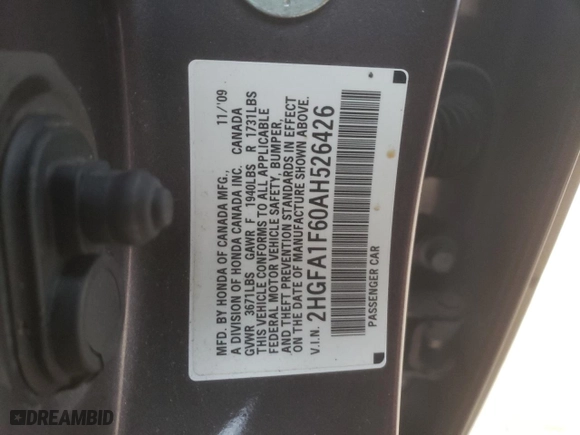 MFD. BY HONDA OF CANADA MFG. 11/'09
A DIVISION OF HONDA CANADA INC. CANADA
GVWR 3671LBS GAWR F 1940LBS R 1731LBS
THIS VEHICLE CONFORMS TO ALL APPLICABLE
FEDERAL MOTOR VEHICLE SAFETY, BUMPER,
AND THEFT PREVENTION STANDARDS IN EFFECT
ON THE DATE OF MANUFACTURE SHOWN ABOVE.
V.I.N. 2HGFA1F60AH526426
PASSENGER CAR
DREAMBID